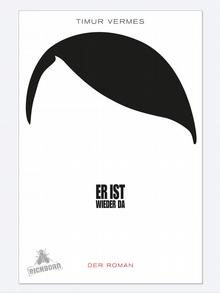 TIMUR VERMES
ER IST
WIEDER DA
EICHBORN
DER ROMAN